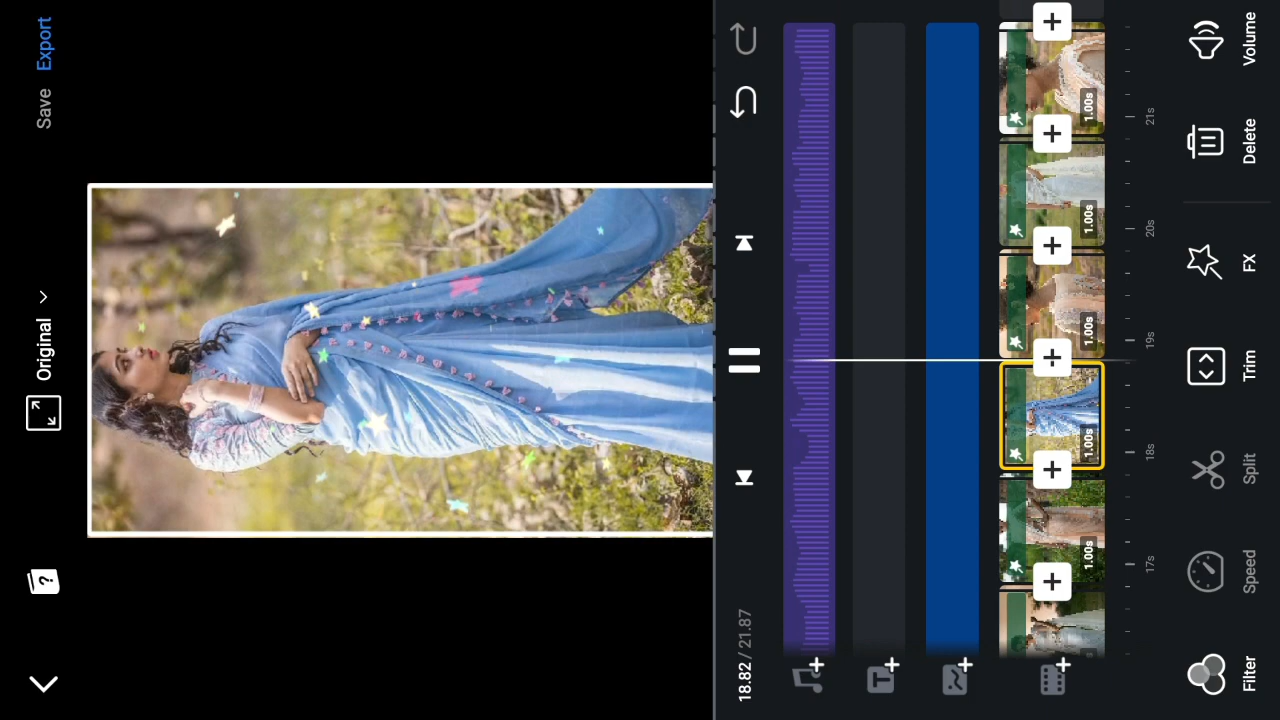 Save Export
Original
?
18.82 / 21.87
T
1.00s
1.00s
1.00s
1.00s
1.00s
17s 18s 19s 20s 21s
Filter Speed Split Trim FX Delete Volume